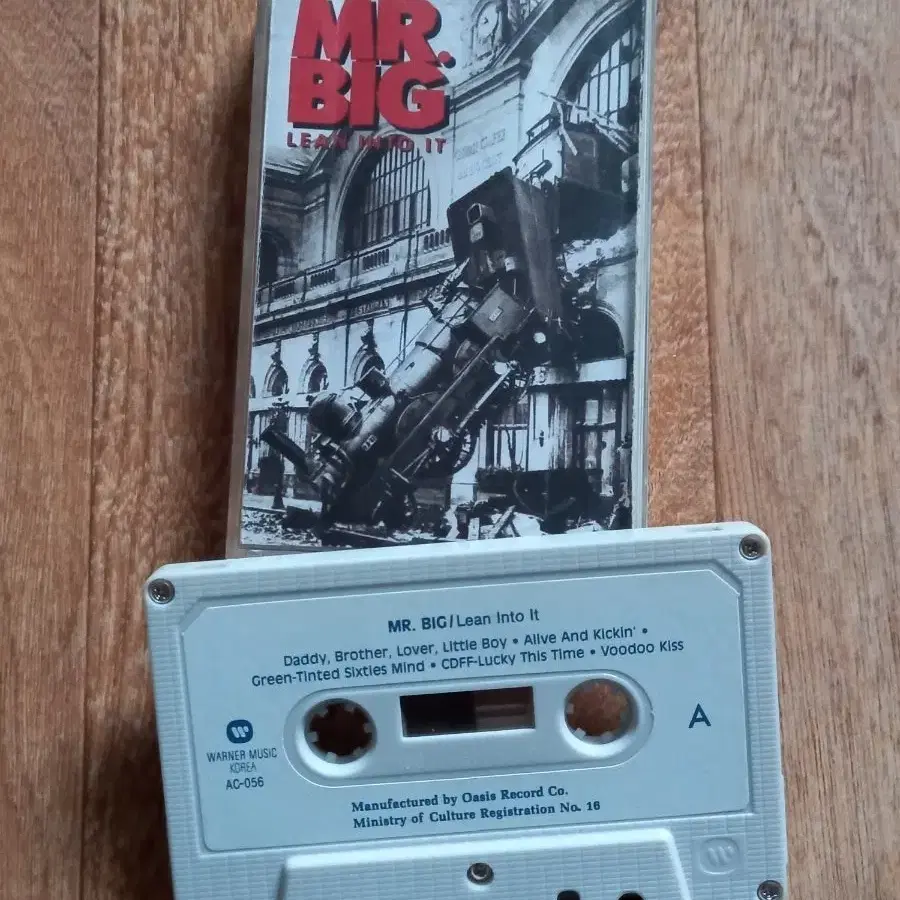 MR.
BIG
LEAN INTO IT
MR. BIG/Lean Into It
Daddy, Brother, Lover, Little Boy • Alive And Kickin' •
Green-Tinted Sixties Mind • CDFF-Lucky This Time • Voodoo Kiss
A
WARNER MUSIC
KOREA
AC-056
Manufactured by Oasis Record Co.
Ministry of Culture Registration No. 16